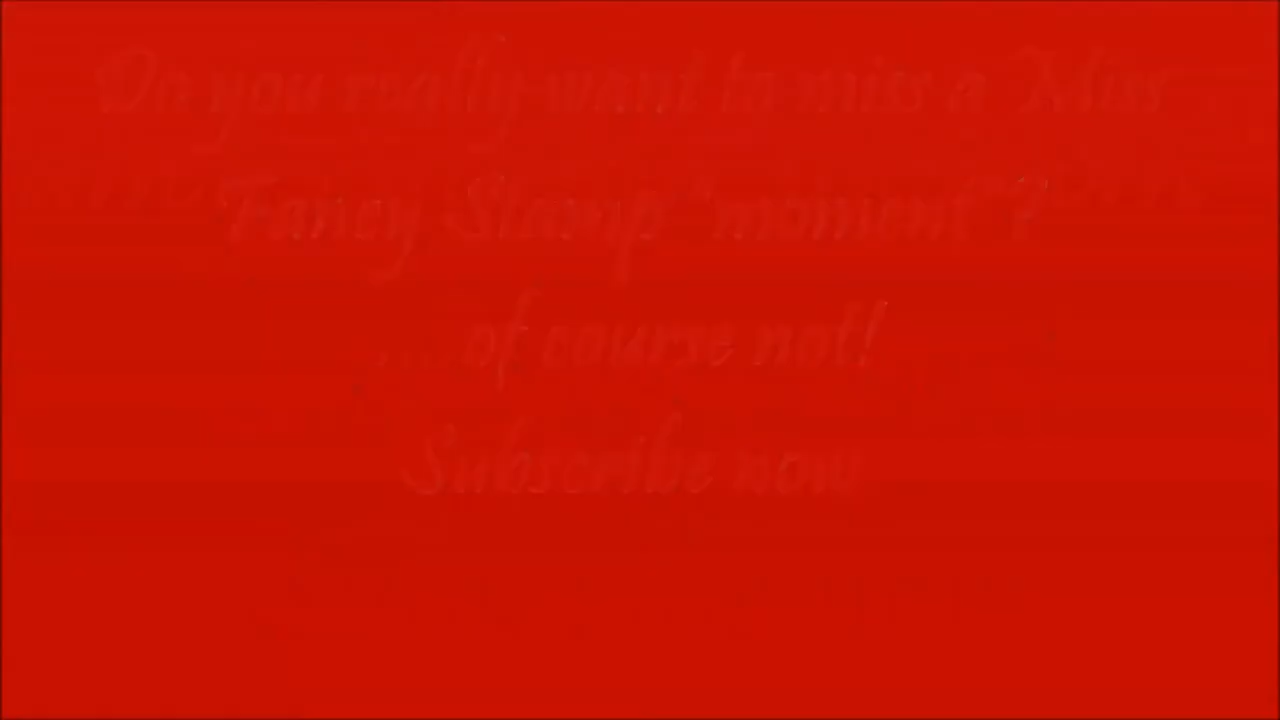 Do you really want to miss a Miss
Fancy Stamp "moment"?
....of course not!
Subscribe now